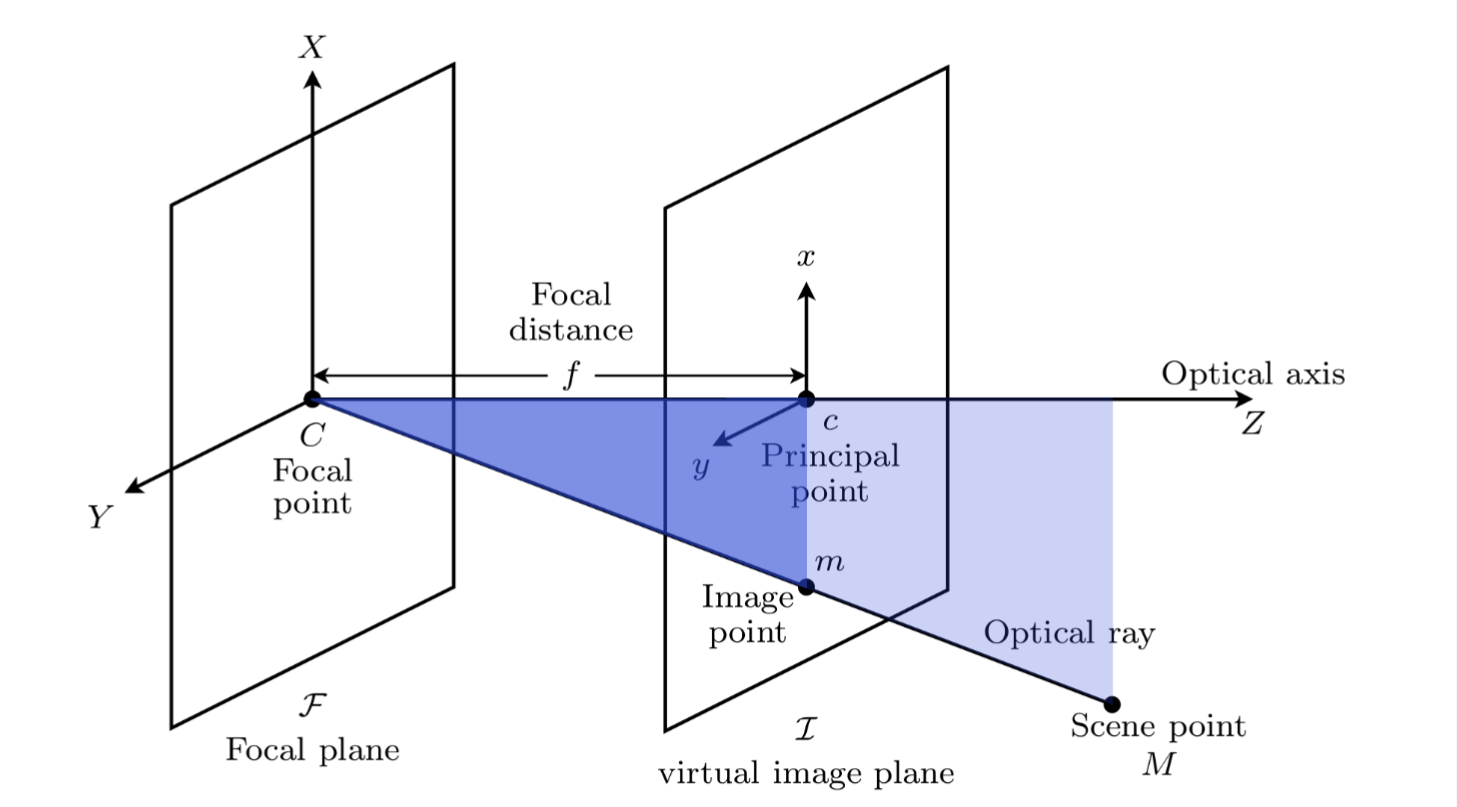 X
x
Focal
distance
f
Optical axis
Z
C
Focal
point
c
Principal
point
y
Y
m
Image
point
Optical ray
ℱ
Focal plane
ℐ
virtual image plane
Scene point
M